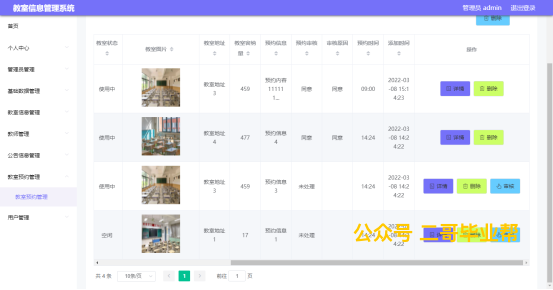 教室信息管理系统
管理员 admin 退出登录
首页
个人中心
管理员管理
基础数据管理
教室信息管理
教师管理
公告信息管理
教室预约管理
教室预约管理
用户管理
删除
教室状态 教室图片 教室地址 教室容纳量 预约信息 预约审核 审核意见 预约时间 添加时间 操作
使用中 教室地址3 459 预约内容111111... 同意 同意 09:00 2022-03-08 15:14:23 详情 删除
使用中 教室地址4 477 预约信息4 同意 同意 14:24 2022-03-08 14:24:22 详情 删除
使用中 教室地址3 459 预约信息3 未处理 14:24 2022-03-08 14:24:22 详情 删除 审核
空闲 教室地址1 17 预约信息1 未处理 14:24
公众号 二哥毕业帮
共 4 条 10条/页 1 前往 1 页